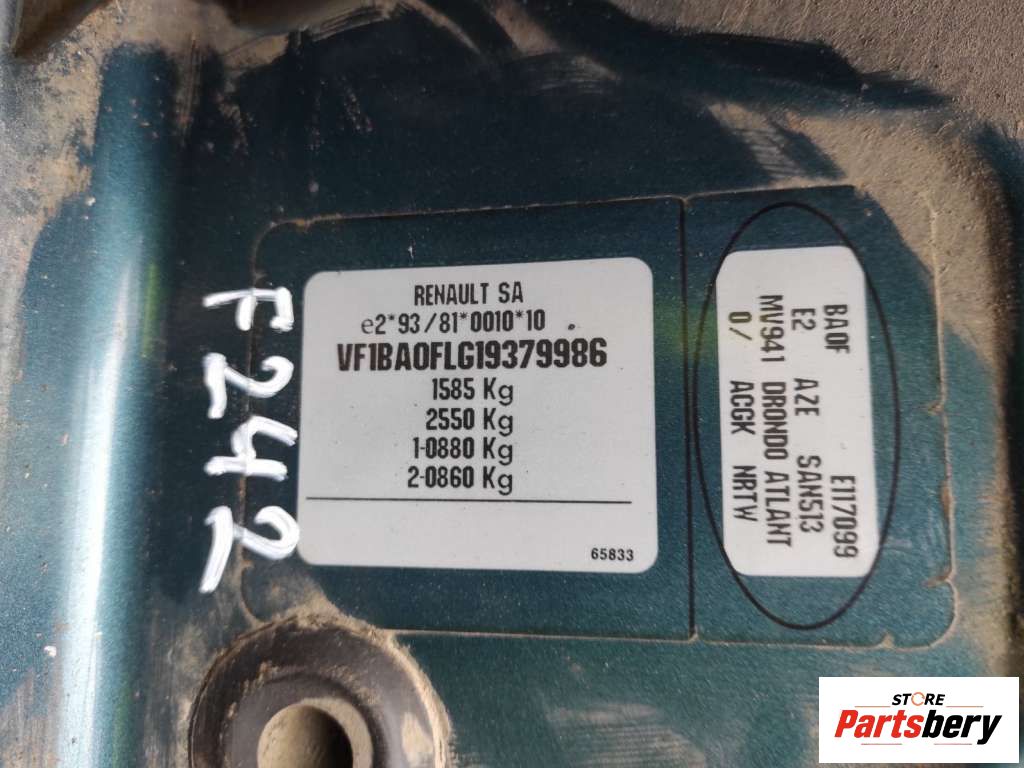 RENAULT SA
e2*93/81*0010*10
VF1BA0FLG19379986
1585 Kg
2550 Kg
1-0880 Kg
2-0860 Kg
65833
BA0F E117099
E2 AZE SAN513
MV941 DRONDO ATLANT
0/ ACGK NRTW
F242
STORE
Partsbery